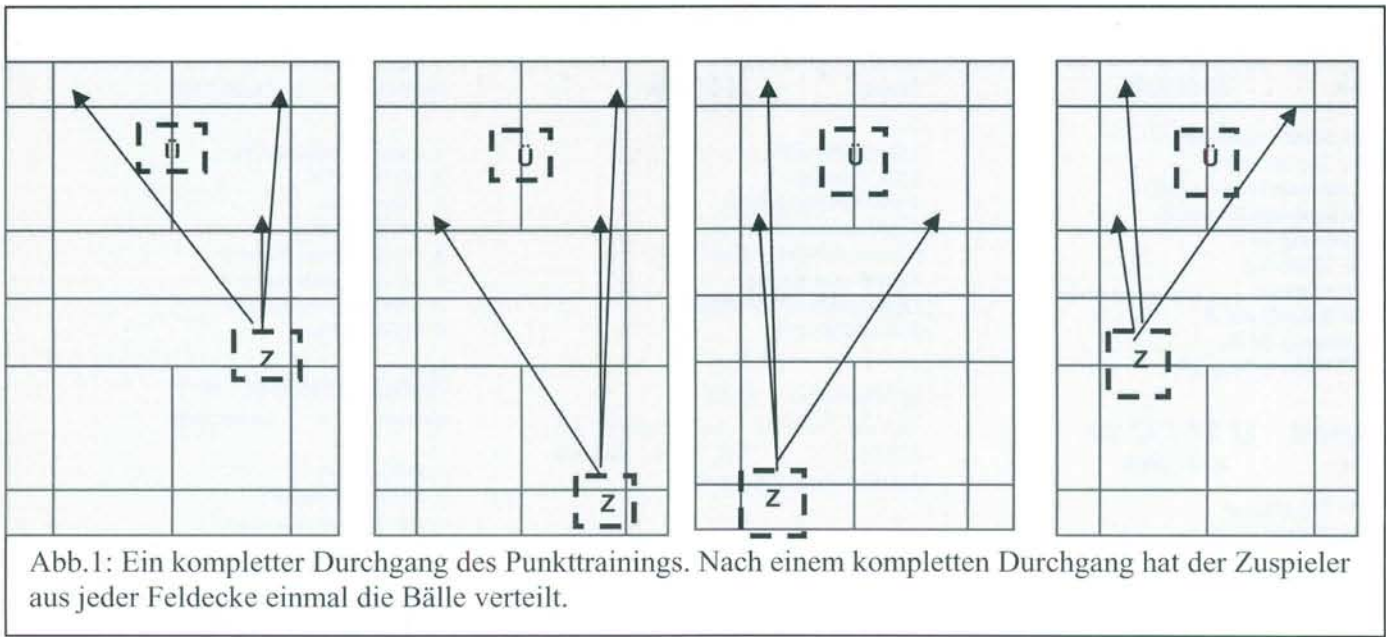 Ü
Ü
Ü
Ü
Z
Z
Z
Z
Abb.1: Ein kompletter Durchgang des Punkttrainings. Nach einem kompletten Durchgang hat der Zuspieler
aus jeder Feldecke einmal die Bälle verteilt.